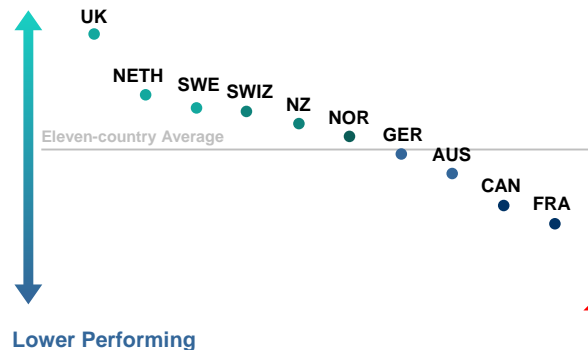 UK
NETH
SWE
SWIZ
NZ
NOR
Eleven-country Average
GER
AUS
CAN
FRA
Lower Performing